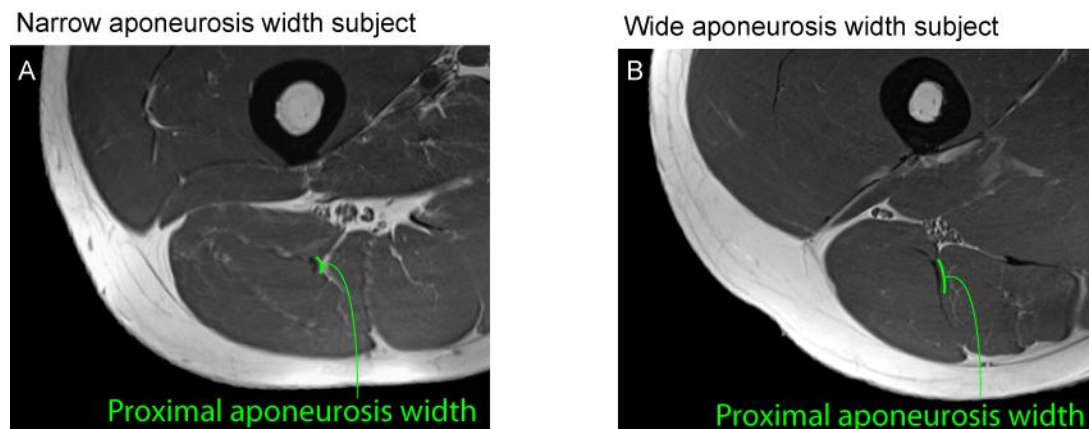 Narrow aponeurosis width subject
Wide aponeurosis width subject
A
B
Proximal aponeurosis width
Proximal aponeurosis width